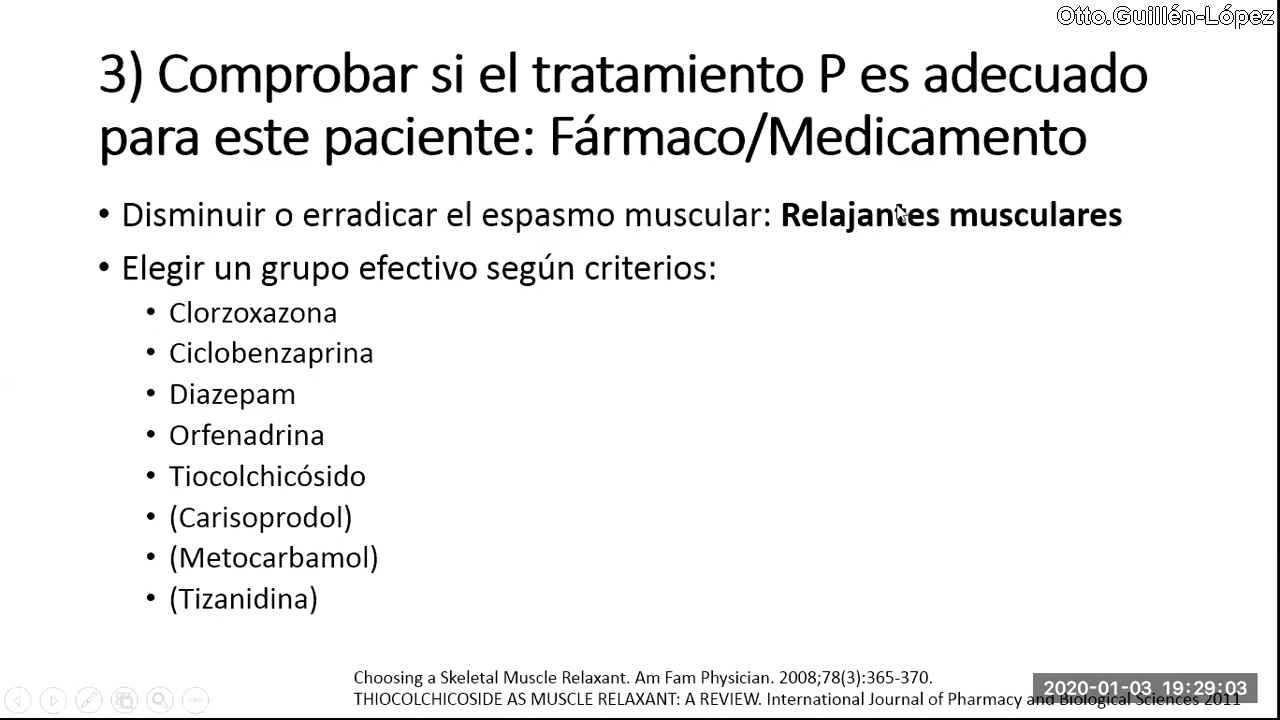 Otto.Guillén-López
3) Comprobar si el tratamiento P es adecuado
para este paciente: Fármaco/Medicamento
• Disminuir o erradicar el espasmo muscular: Relajantes musculares
• Elegir un grupo efectivo según criterios:
• Clorzoxazona
• Ciclobenzaprina
• Diazepam
• Orfenadrina
• Tiocolchicósido
• (Carisoprodol)
• (Metocarbamol)
• (Tizanidina)
Choosing a Skeletal Muscle Relaxant. Am Fam Physician. 2008;78(3):365-370.
THIOCOLCHICOSIDE AS MUSCLE RELAXANT: A REVIEW. International Journal of Pharmacy and Biological Sciences 2011
2020-01-03 19:29:03